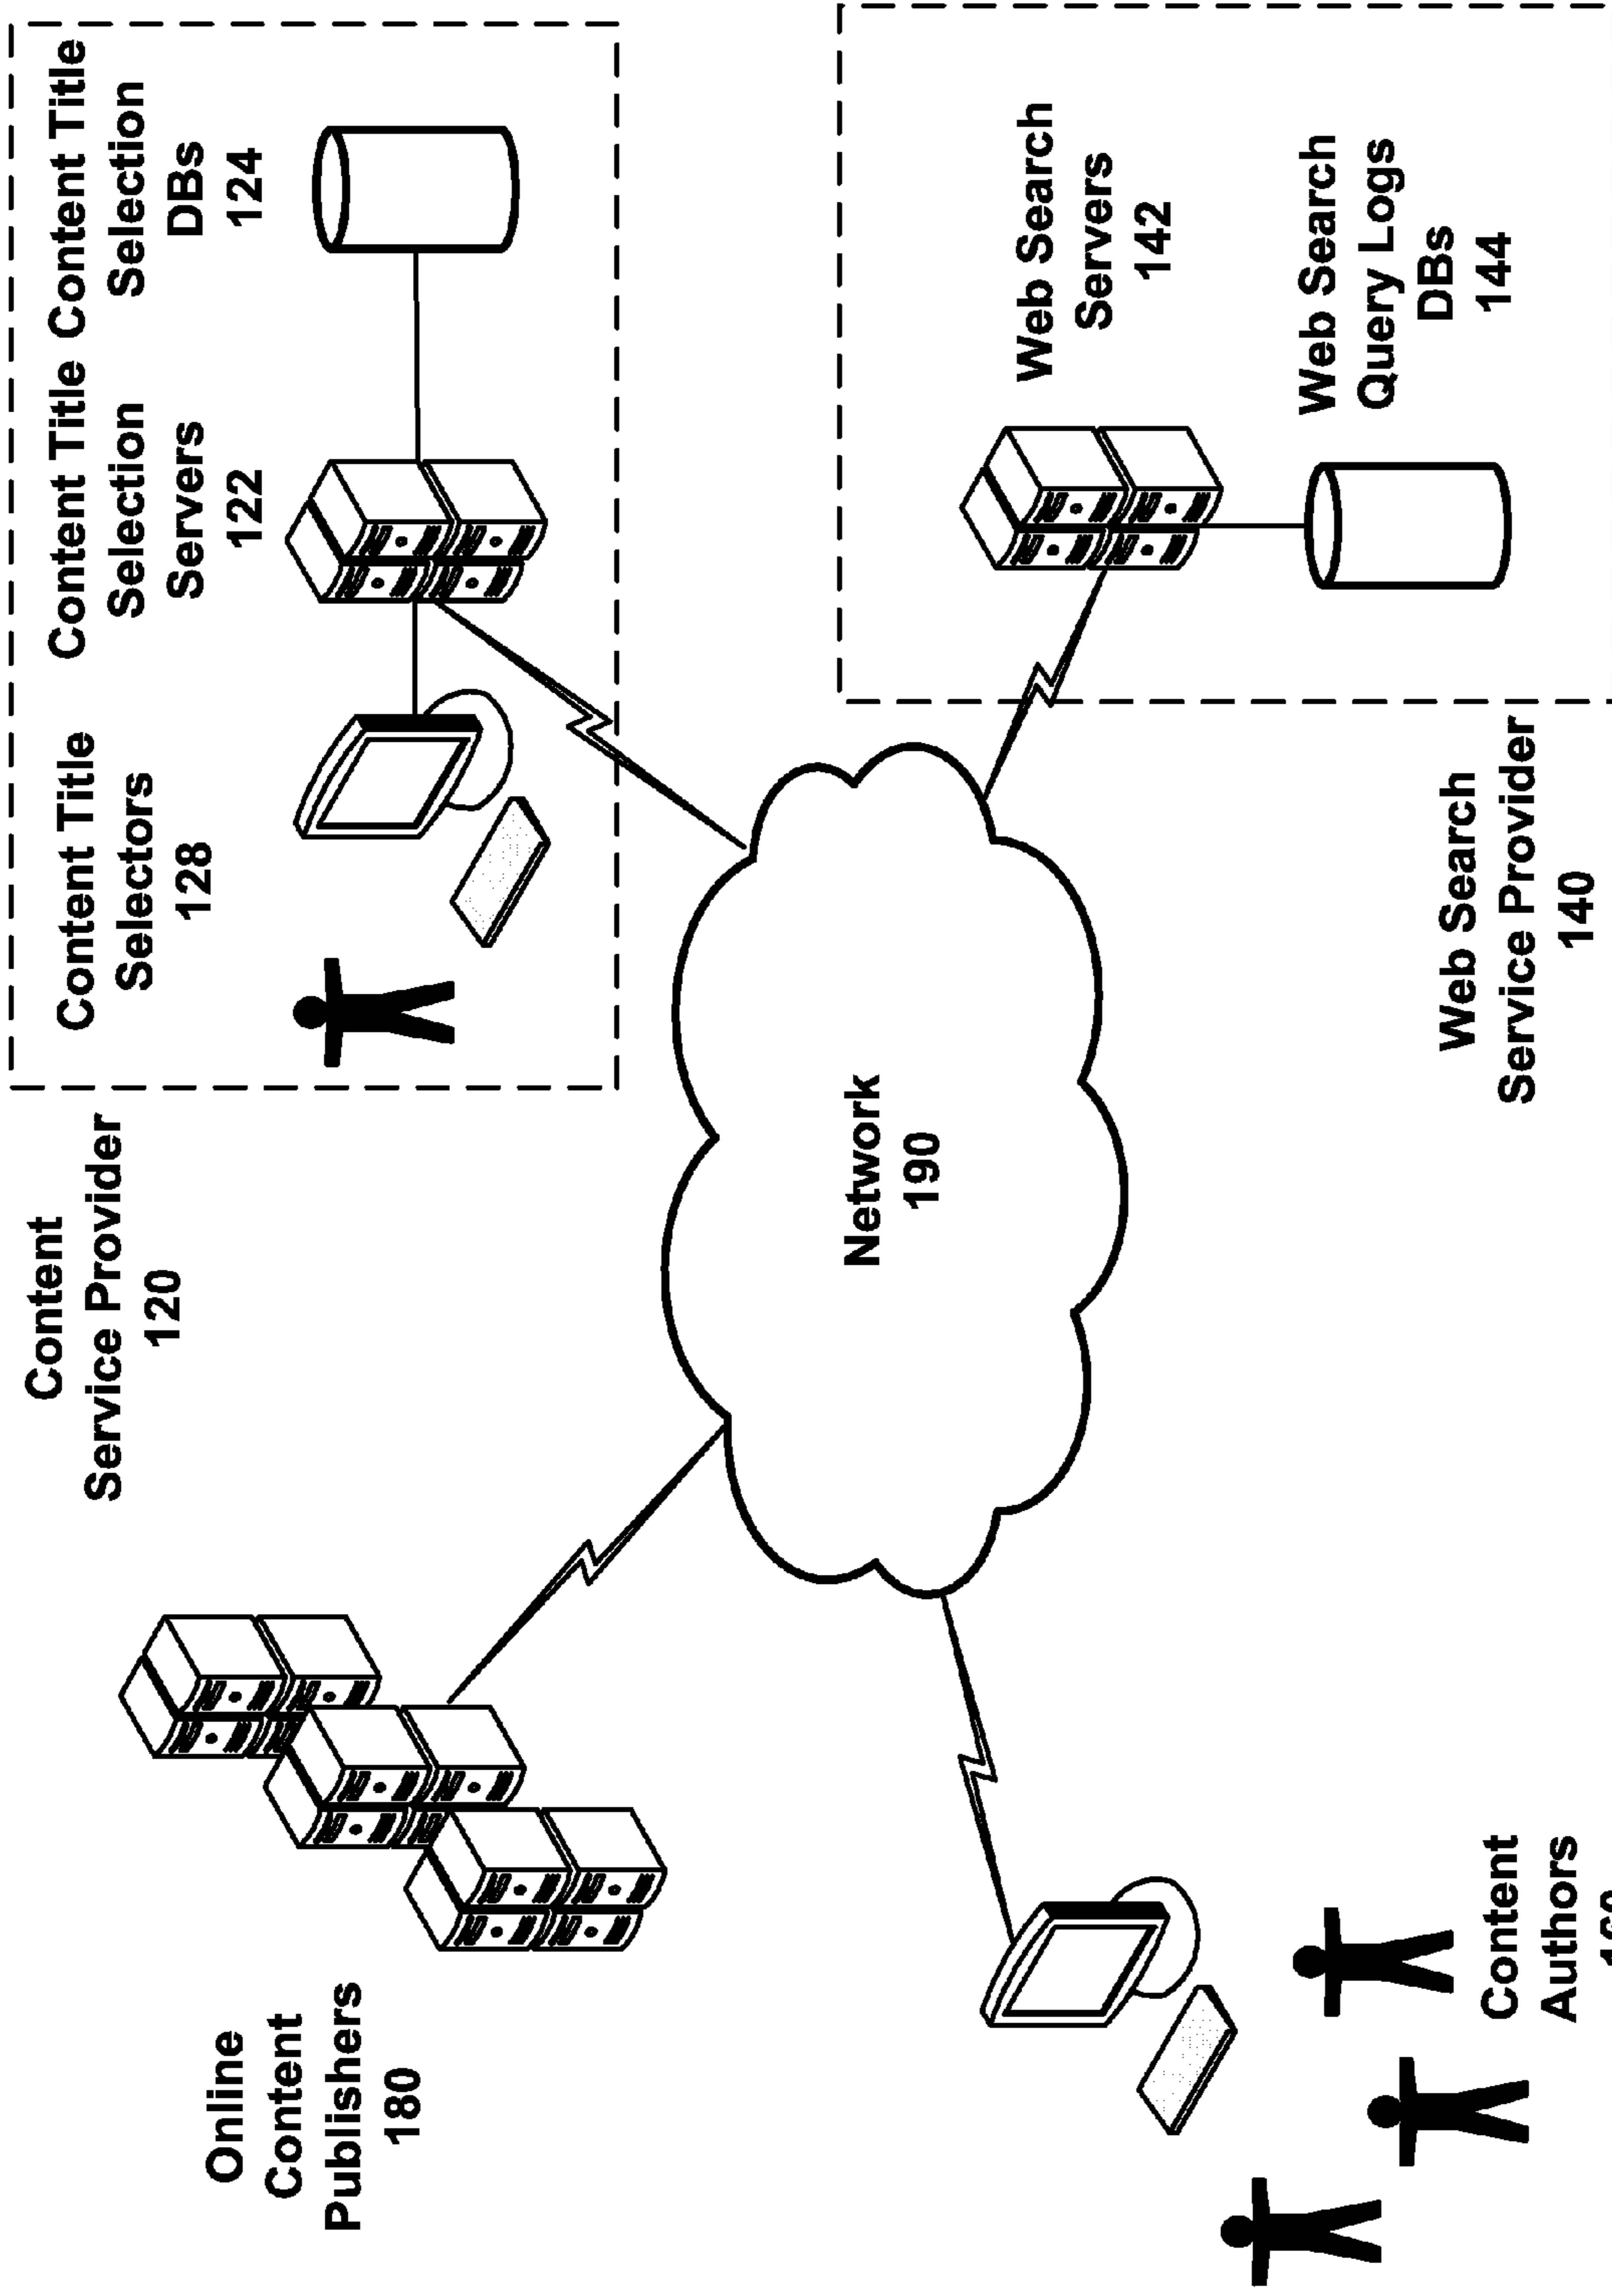 Online
Content
Publishers
180
Content
Service Provider
120
Content Title
Selectors
128
Content Title
Selection
Servers
122
Content Title
Selection
DBs
124
Network
190
Web Search
Servers
142
Web Search
Query Logs
DBs
144
Web Search
Service Provider
140
Content
Authors